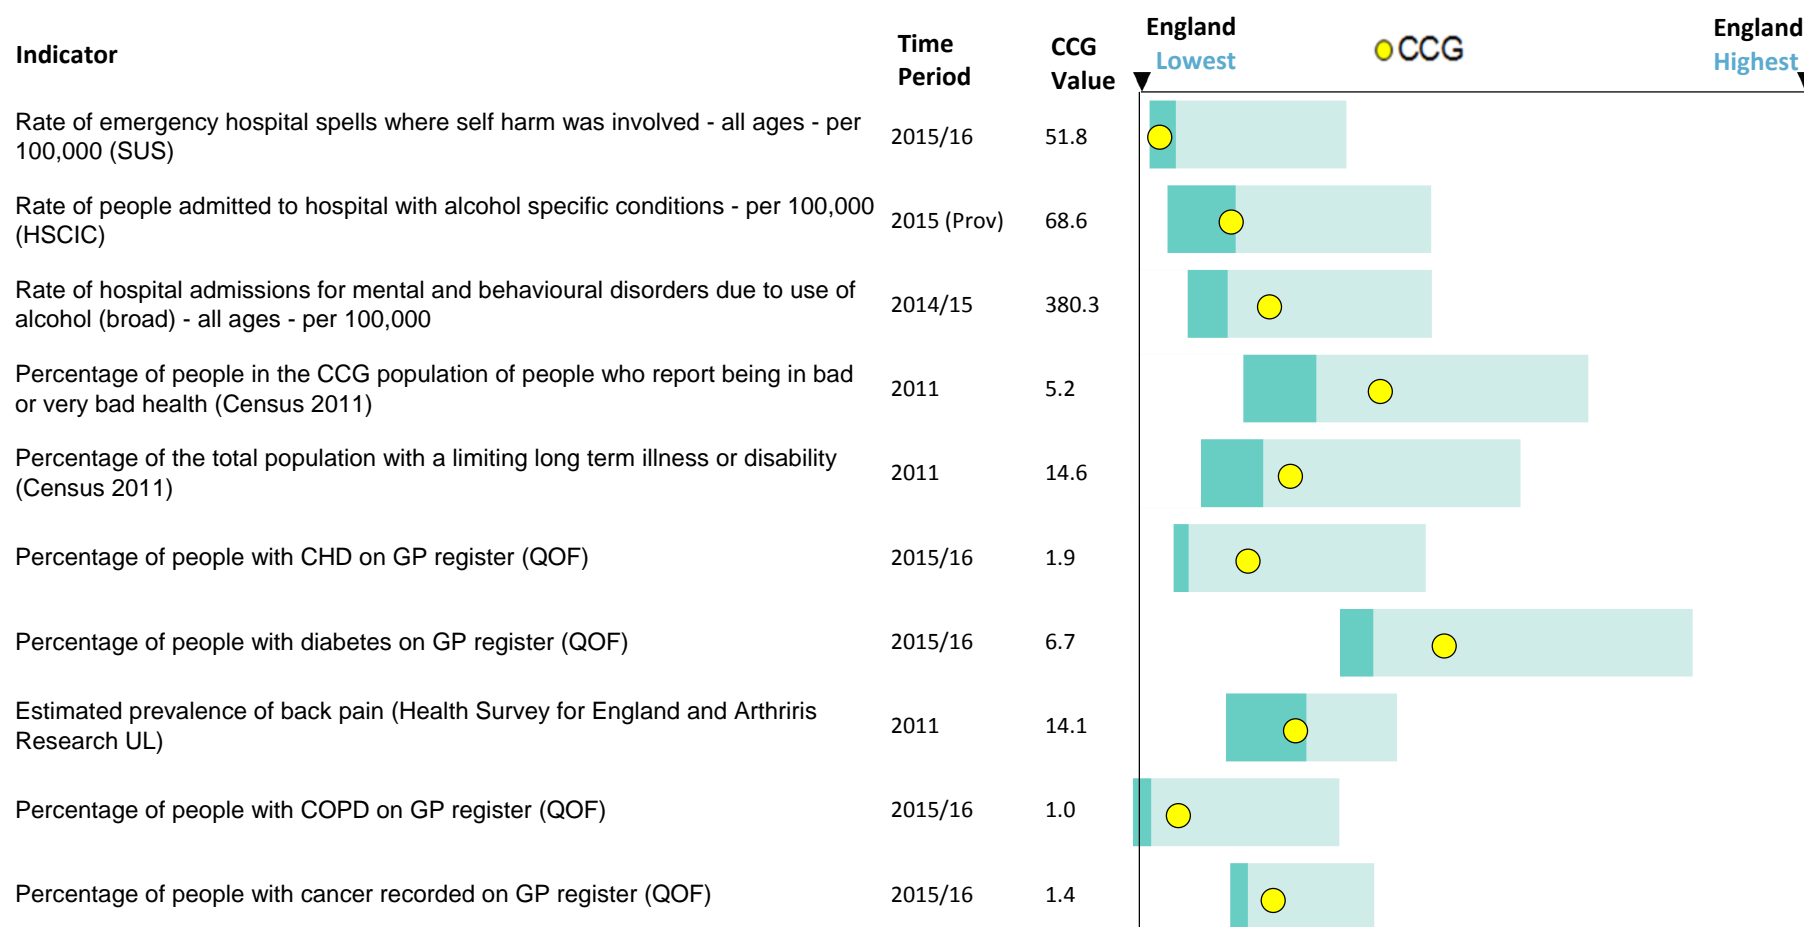 Indicator
Time
Period
CCG
Value
England
Lowest
CCG
England
Highest
Rate of emergency hospital spells where self harm was involved - all ages - per
100,000 (SUS)
2015/16
51.8
Rate of people admitted to hospital with alcohol specific conditions - per 100,000
(HSCIC)
2015 (Prov)
68.6
Rate of hospital admissions for mental and behavioural disorders due to use of
alcohol (broad) - all ages - per 100,000
2014/15
380.3
Percentage of people in the CCG population of people who report being in bad
or very bad health (Census 2011)
2011
5.2
Percentage of the total population with a limiting long term illness or disability
(Census 2011)
2011
14.6
Percentage of people with CHD on GP register (QOF)
2015/16
1.9
Percentage of people with diabetes on GP register (QOF)
2015/16
6.7
Estimated prevalence of back pain (Health Survey for England and Arthriris
Research UL)
2011
14.1
Percentage of people with COPD on GP register (QOF)
2015/16
1.0
Percentage of people with cancer recorded on GP register (QOF)
2015/16
1.4